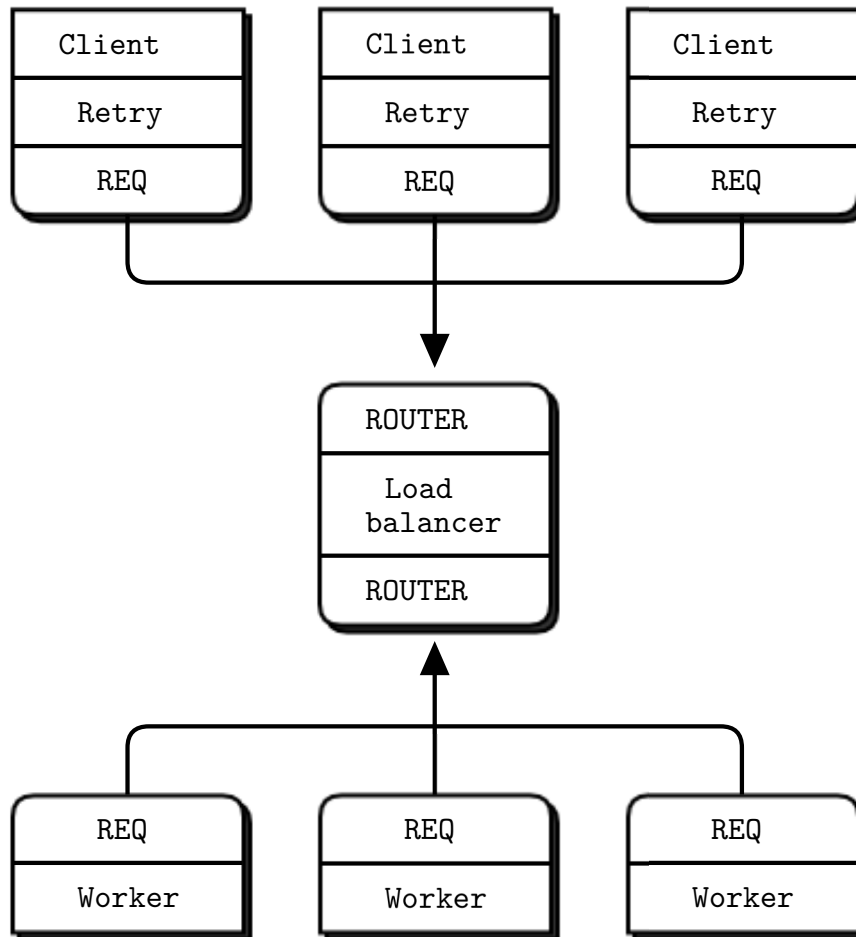 Client Client Client
Retry Retry Retry
REQ REQ REQ
ROUTER
Load
balancer
ROUTER
REQ REQ REQ
Worker Worker Worker